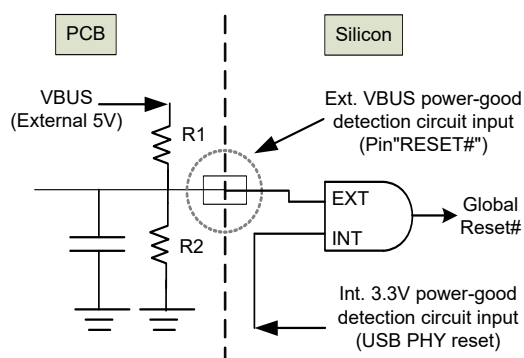 PCB
Silicon
VBUS
(External 5V)
R1
Ext. VBUS power-good
detection circuit input
(Pin"RESET#")
EXT
INT
Global
Reset#
R2
Int. 3.3V power-good
detection circuit input
(USB PHY reset)